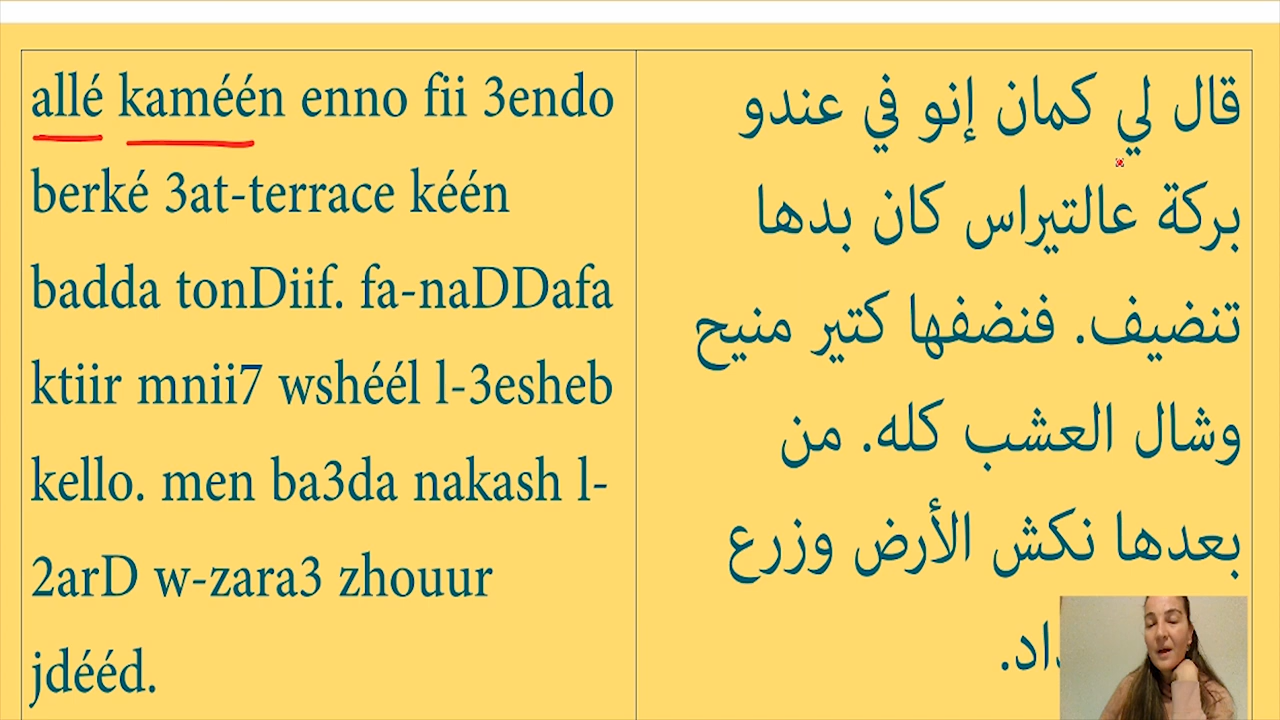 allé kaméén enno fii 3endo
berké 3at-terrace kéén
badda tonDiif. fa-naDDafa
ktiir mnii7 wshéél l-3esheb
kello. men ba3da nakash l-
2arD w-zara3 zhouur
jdééd.
قال لي كمان إنو في عندو
بركة عالتيراس كان بدها
تنضيف. فنضفها كتير منيح
وشال العشب كله. من
بعدها نكش الأرض وزرع